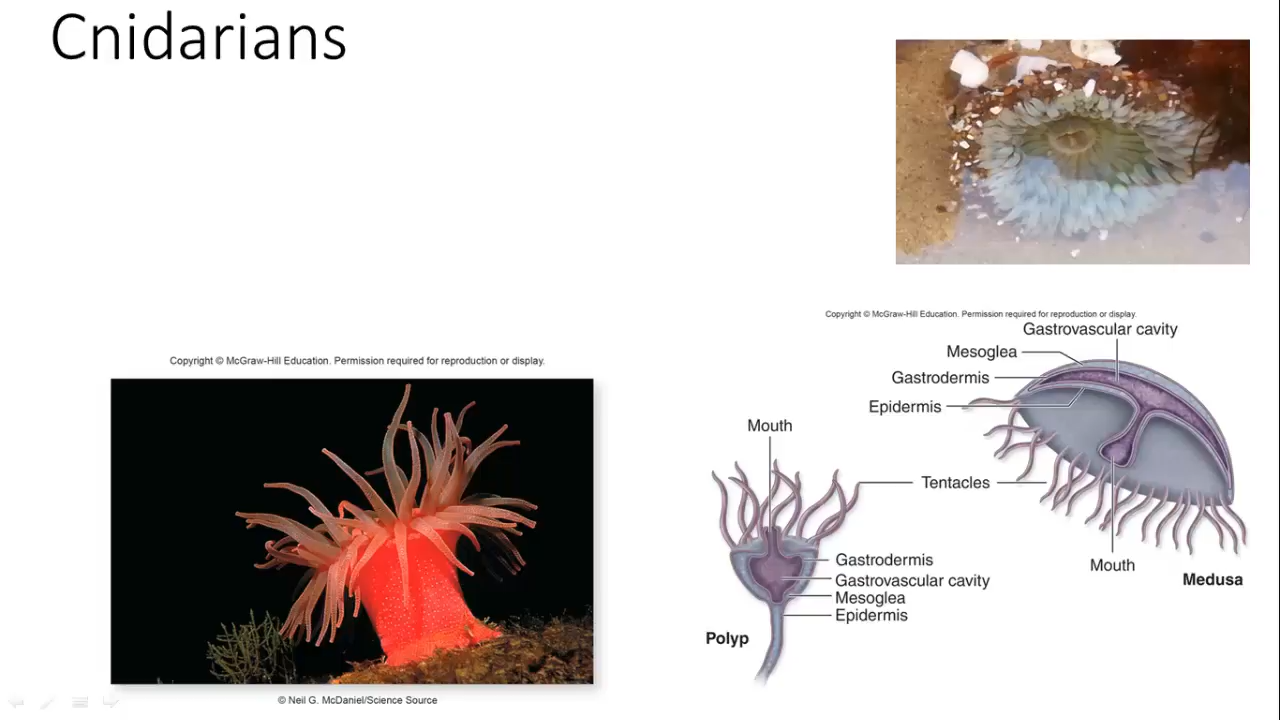 Cnidarians
Copyright © McGraw-Hill Education. Permission required for reproduction or display.
© Neil G. McDaniel/Science Source
Copyright © McGraw-Hill Education. Permission required for reproduction or display.
Gastrovascular cavity
Mesoglea
Gastrodermis
Epidermis
Mouth
Tentacles
Gastrodermis
Gastrovascular cavity
Mesoglea
Epidermis
Polyp
Mouth
Medusa